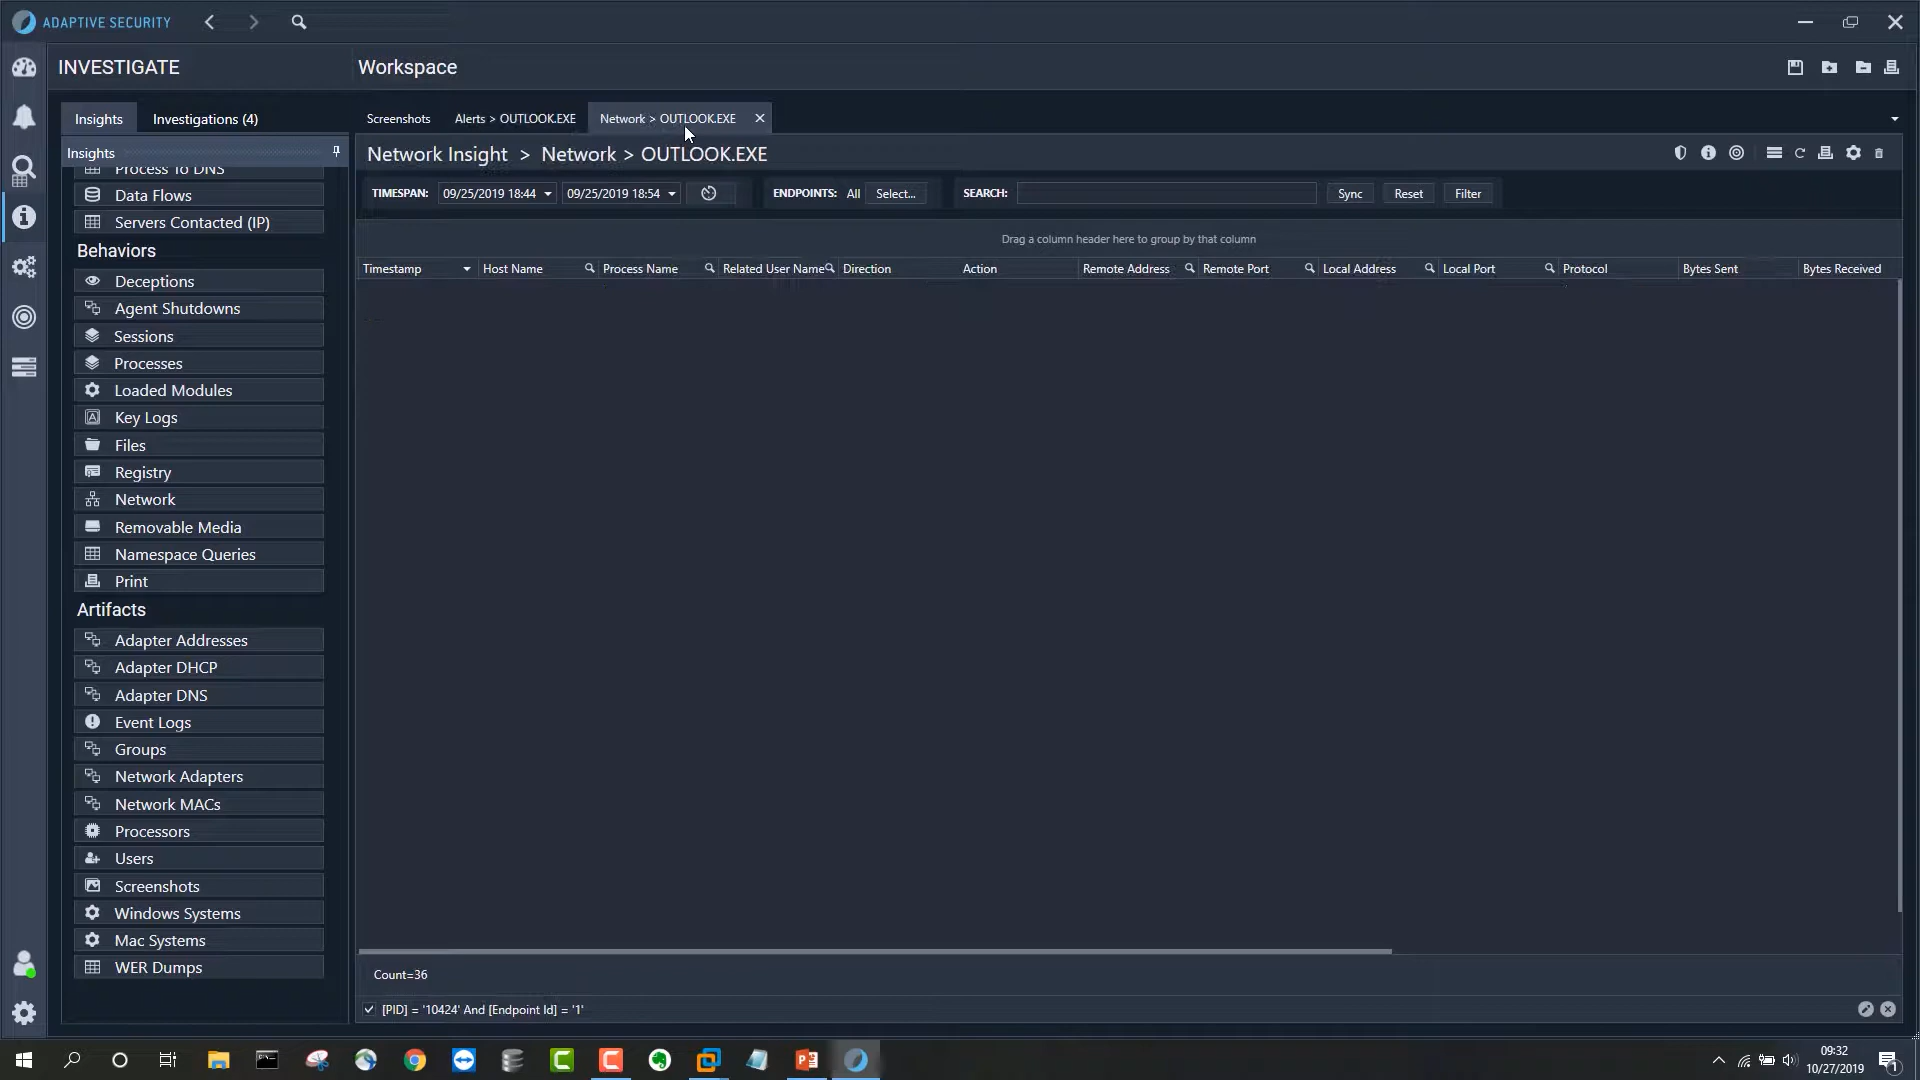 ADAPTIVE SECURITY
INVESTIGATE
Workspace
Insights
Investigations (4)
Screenshots
Alerts > OUTLOOK.EXE
Network > OUTLOOK.EXE
Insights
Network Insight > Network > OUTLOOK.EXE
Process To DNS
Data Flows
Servers Contacted (IP)
Behaviors
Deceptions
Agent Shutdowns
Sessions
Processes
Loaded Modules
Key Logs
Files
Registry
Network
Removable Media
Namespace Queries
Print
Artifacts
Adapter Addresses
Adapter DHCP
Adapter DNS
Event Logs
Groups
Network Adapters
Network MACs
Processors
Users
Screenshots
Windows Systems
Mac Systems
WER Dumps
TIMESPAN: 09/25/2019 18:44 09/25/2019 18:54 ENDPOINTS: All Select... SEARCH: Sync Reset Filter
Drag a column header here to group by that column
Timestamp Host Name Process Name Related User Name Direction Action Remote Address Remote Port Local Address Local Port Protocol Bytes Sent Bytes Received
Count=36
[PID] = '10424' And [Endpoint Id] = '1'
09:32
10/27/2019
1